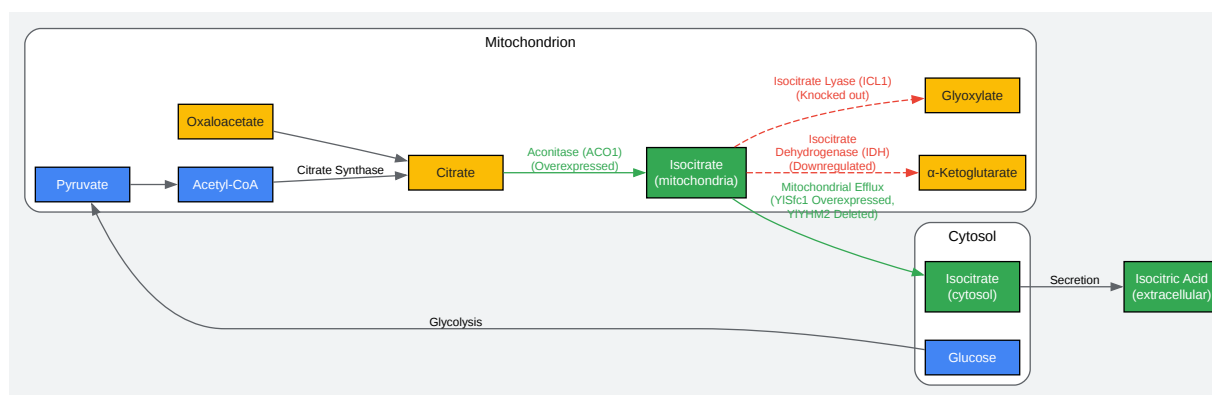 Mitochondrion
Isocitrate Lyase (ICL1)
(Knocked out)
Glyoxylate
Oxaloacetate
Isocitrate
Dehydrogenase (IDH)
(Downregulated)
Aconitase (ACO1)
(Overexpressed)
Isocitrate
(mitochondria)
Citrate Synthase
Citrate
α-Ketoglutarate
Pyruvate
Acetyl-CoA
Mitochondrial Efflux
(YlSfc1 Overexpressed,
YlYHM2 Deleted)
Cytosol
Isocitrate
(cytosol)
Secretion
Isocitric Acid
(extracellular)
Glycolysis
Glucose